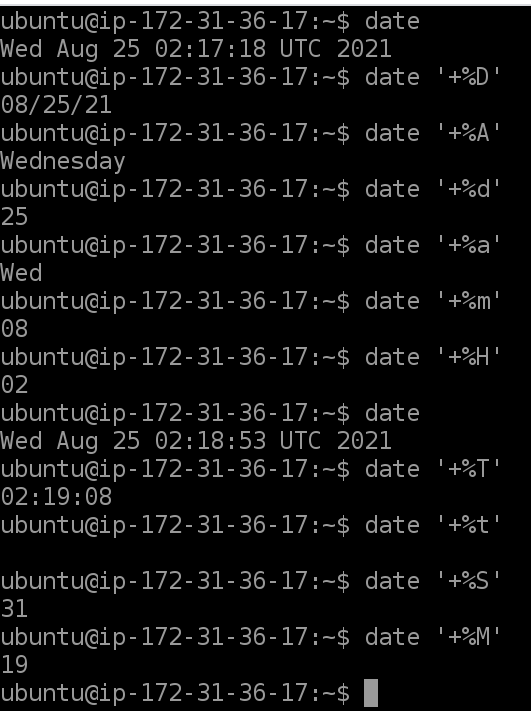 ubuntu@ip-172-31-36-17:~$ date
Wed Aug 25 02:17:18 UTC 2021
ubuntu@ip-172-31-36-17:~$ date '+%D'
08/25/21
ubuntu@ip-172-31-36-17:~$ date '+%A'
Wednesday
ubuntu@ip-172-31-36-17:~$ date '+%d'
25
ubuntu@ip-172-31-36-17:~$ date '+%a'
Wed
ubuntu@ip-172-31-36-17:~$ date '+%m'
08
ubuntu@ip-172-31-36-17:~$ date '+%H'
02
ubuntu@ip-172-31-36-17:~$ date
Wed Aug 25 02:18:53 UTC 2021
ubuntu@ip-172-31-36-17:~$ date '+%T'
02:19:08
ubuntu@ip-172-31-36-17:~$ date '+%t'

ubuntu@ip-172-31-36-17:~$ date '+%S'
31
ubuntu@ip-172-31-36-17:~$ date '+%M'
19
ubuntu@ip-172-31-36-17:~$